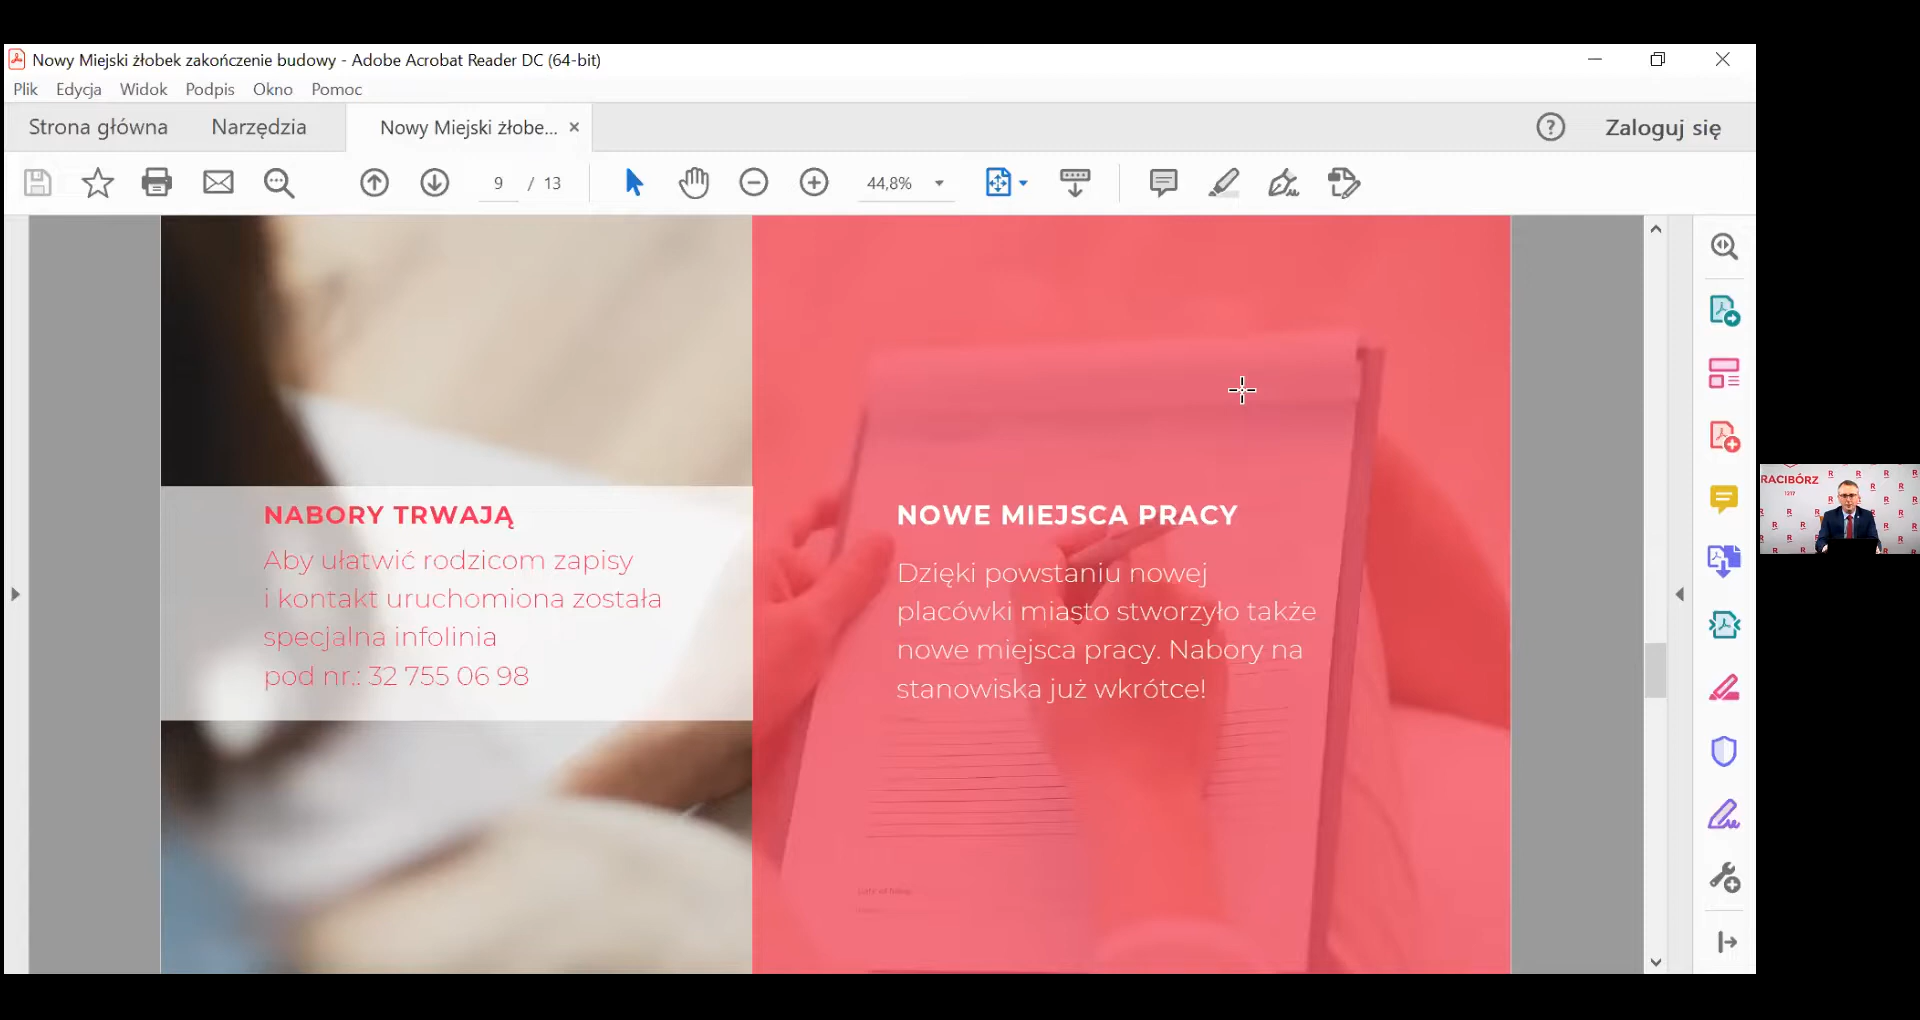 Nowy Miejski żłobek zakończenie budowy - Adobe Acrobat Reader DC (64-bit)
Plik Edycja Widok Podpis Okno Pomoc
Strona główna Narzędzia Nowy Miejski żłobe... Zaloguj się
9 / 13 44,8%
NABORY TRWAJĄ
Aby ułatwić rodzicom zapisy
i kontakt uruchomiona została
specjalna infolinia
pod nr.: 32 755 06 98
NOWE MIEJSCA PRACY
Dzięki powstaniu nowej
placówki miasto stworzyło także
nowe miejsca pracy. Nabory na
stanowiska już wkrótce!
RACIBÓRZ